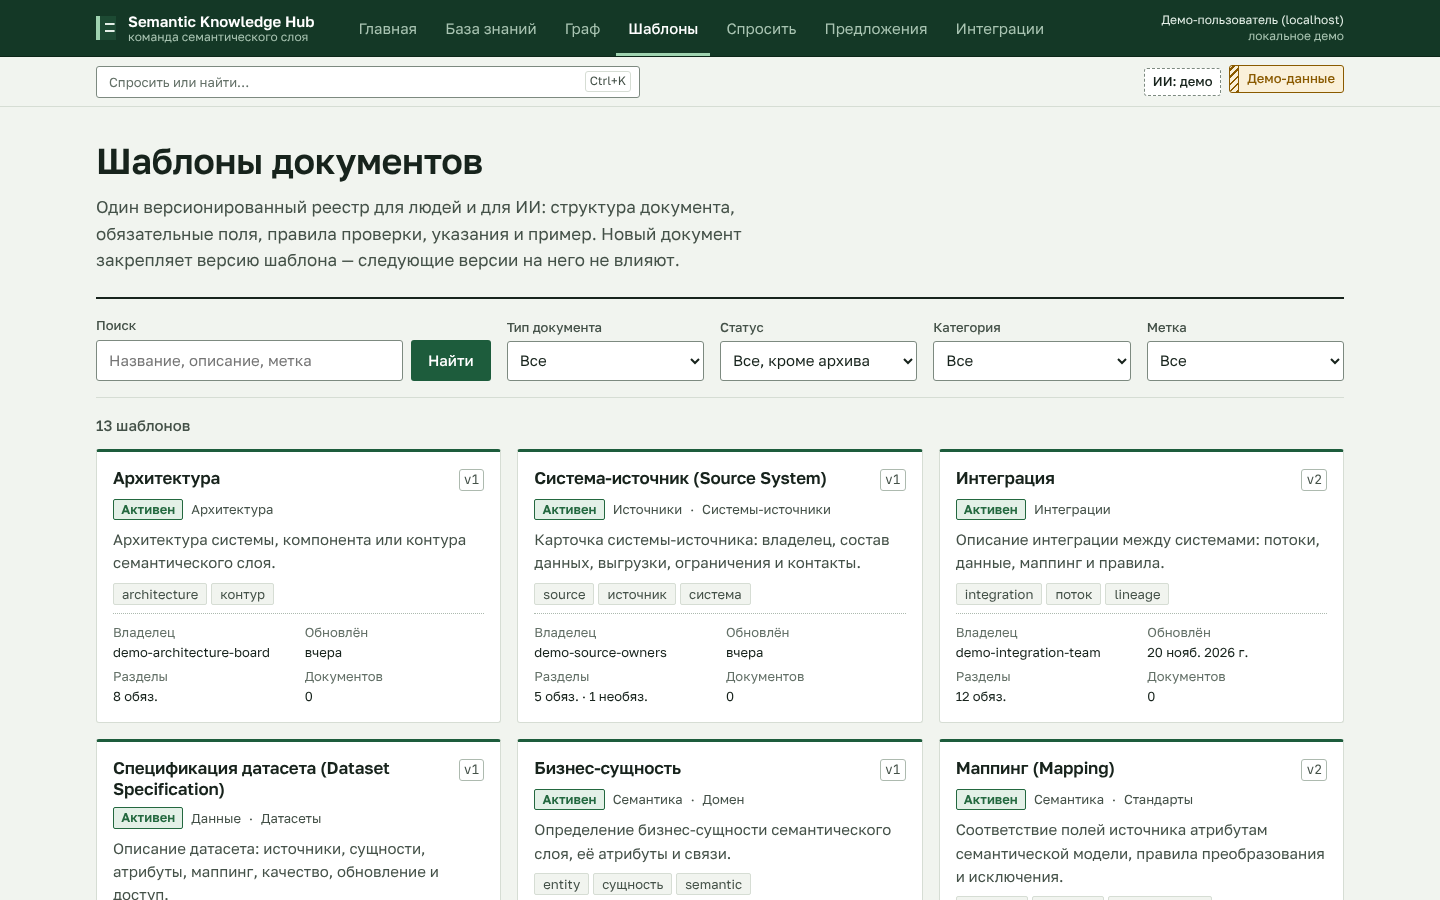 Semantic Knowledge Hub
команда семантического слоя
Главная База знаний Граф Шаблоны Спросить Предложения Интеграции
Демо-пользователь (localhost)
локальное демо
Спросить или найти... Ctrl+K
ИИ: демо Демо-данные
Шаблоны документов
Один версионированный реестр для людей и для ИИ: структура документа,
обязательные поля, правила проверки, указания и пример. Новый документ
закрепляет версию шаблона — следующие версии на него не влияют.
Поиск Тип документа Статус Категория Метка
Название, описание, метка Найти Все Все, кроме архива Все Все
13 шаблонов
Архитектура v1
Активен Архитектура
Архитектура системы, компонента или контура
семантического слоя.
architecture контур
Владелец Обновлён
demo-architecture-board вчера
Разделы Документов
8 обяз. 0
Система-источник (Source System) v1
Активен Источники · Системы-источники
Карточка системы-источника: владелец, состав
данных, выгрузки, ограничения и контакты.
source источник система
Владелец Обновлён
demo-source-owners вчера
Разделы Документов
5 обяз. · 1 необяз. 0
Интеграция v2
Активен Интеграции
Описание интеграции между системами: потоки,
данные, маппинг и правила.
integration поток lineage
Владелец Обновлён
demo-integration-team 20 нояб. 2026 г.
Разделы Документов
12 обяз. 0
Спецификация датасета (Dataset
Specification) v1
Активен Данные · Датасеты
Описание датасета: источники, сущности,
атрибуты, маппинг, качество, обновление и
доступ.
Бизнес-сущность v1
Активен Семантика · Домен
Определение бизнес-сущности семантического
слоя, её атрибуты и связи.
entity сущность semantic
Маппинг (Mapping) v2
Активен Семантика · Стандарты
Соответствие полей источника атрибутам
семантической модели, правила преобразования
и исключения.